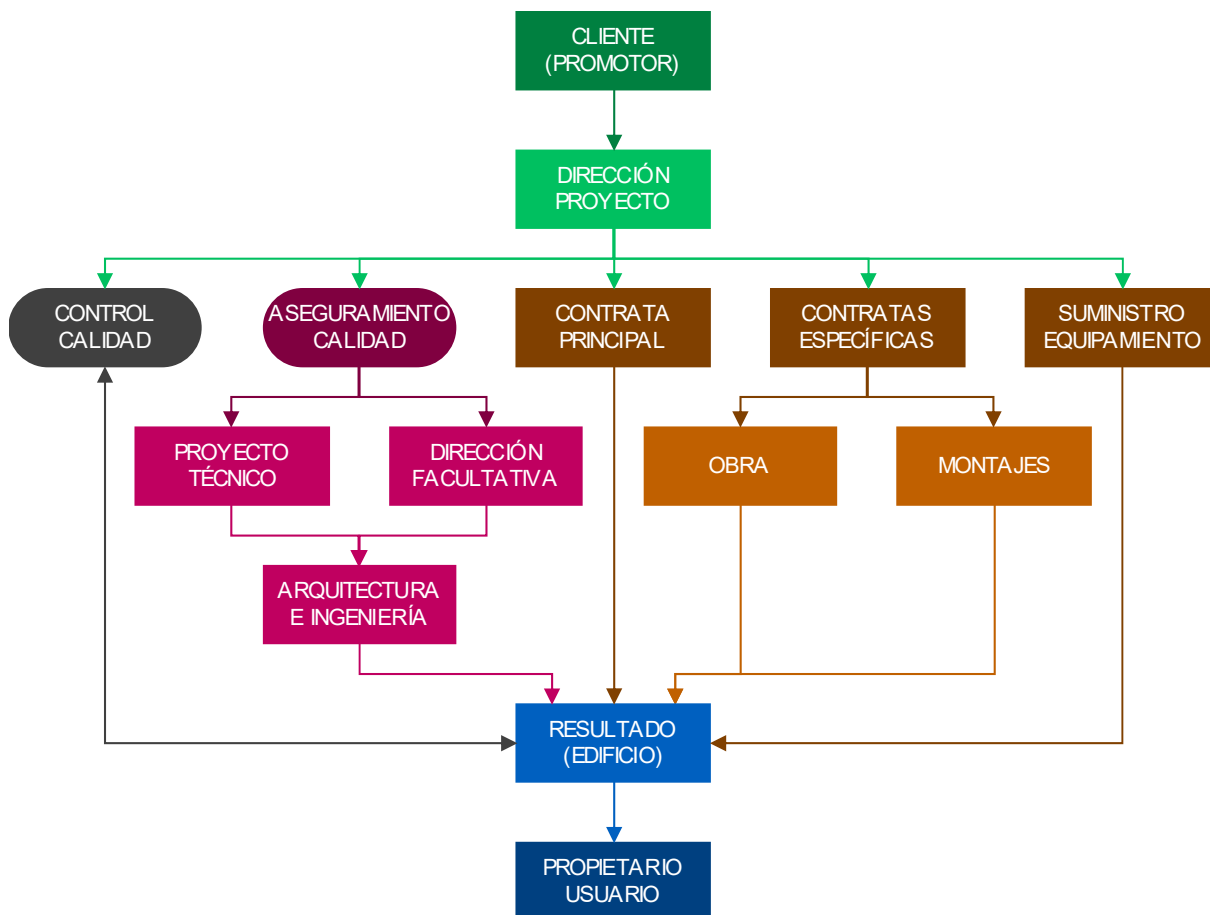 CLIENTE
(PROMOTOR)
DIRECCIÓN
PROYECTO
CONTROL
CALIDAD
ASEGURAMIENTO
CALIDAD
CONTRATA
PRINCIPAL
CONTRATAS
ESPECÍFICAS
SUMINISTRO
EQUIPAMIENTO
PROYECTO
TÉCNICO
DIRECCIÓN
FACULTATIVA
OBRA
MONTAJES
ARQUITECTURA
E INGENIERÍA
RESULTADO
(EDIFICIO)
PROPIETARIO
USUARIO